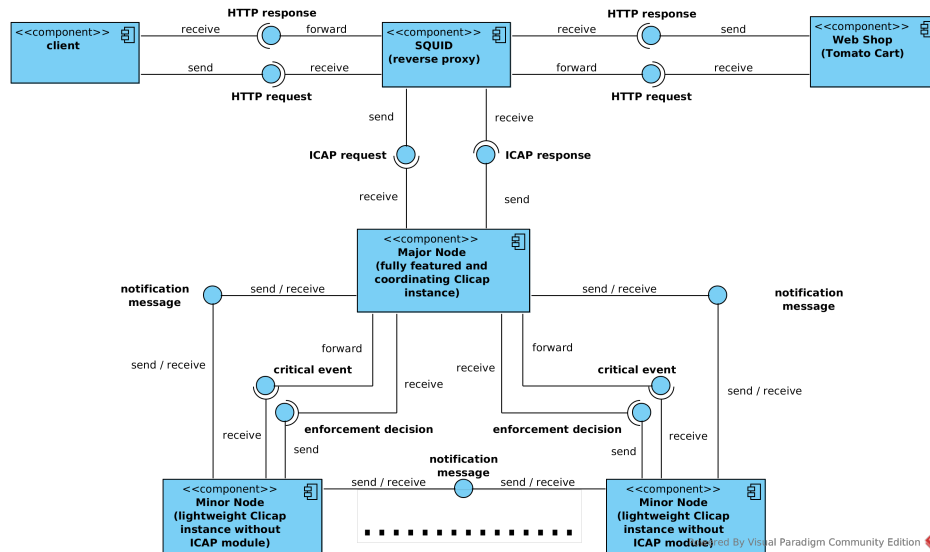 HTTP response
HTTP response
<<component>>
client
receive
forward
<<component>>
SQUID
(reverse proxy)
receive
send
<<component>>
Web Shop
(Tomato Cart)
send
receive
forward
receive
HTTP request
HTTP request
send
receive
ICAP request
ICAP response
receive
send
<<component>>
Major Node
(fully featured and
coordinating Clicap
instance)
notification
message
send / receive
send / receive
notification
message
send / receive
forward
forward
critical event
critical event
receive
receive
send / receive
enforcement decision
enforcement decision
receive
send
send
receive
notification
message
<<component>>
Minor Node
(lightweight Clicap
instance without
ICAP module)
send / receive
send / receive
<<component>>
Minor Node
(lightweight Clicap
instance without
ICAP module)
Powered By Visual Paradigm Community Edition